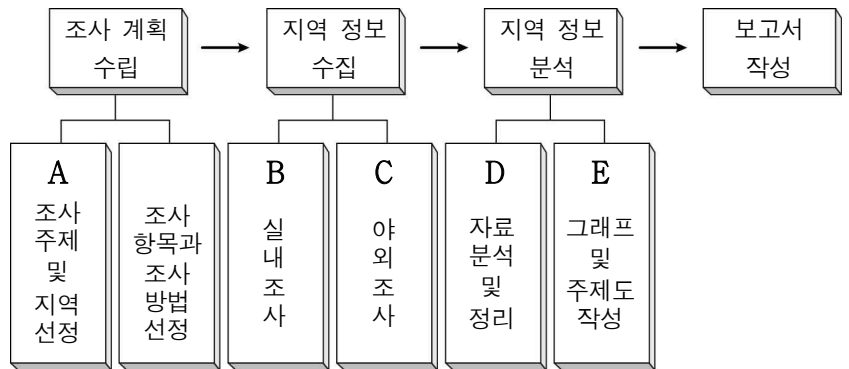 조사 계획
수립
지역 정보
수집
지역 정보
분석
보고서
작성
A
조사
주제
및
지역
선정
조사
항목과
조사
방법
선정
B
실
내
조
사
C
야
외
조
사
D
자료
분석
및
정리
E
그래프
및
주제도
작성